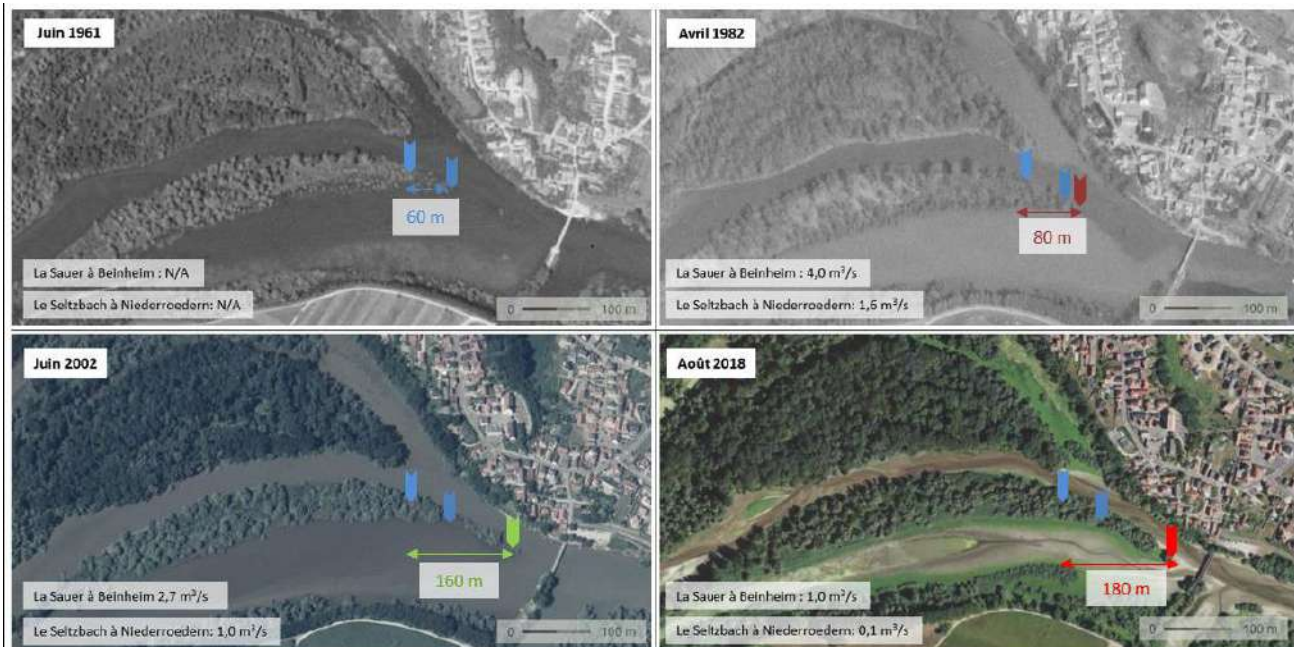 Juin 1961
60 m
La Sauer à Beinheim : N/A
Le Seltzbach à Niederroedern: N/A
0 100 m
Avril 1982
80 m
La Sauer à Beinheim : 4,0 m³/s
Le Seltzbach à Niederroedern: 1,6 m³/s
0 100 m
Juin 2002
160 m
La Sauer à Beinheim 2,7 m³/s
Le Seltzbach à Niederroedern: 1,0 m³/s
0 100 m
Août 2018
180 m
La Sauer à Beinheim : 1,0 m³/s
Le Seltzbach à Niederroedern: 0,1 m³/s
0 100 m